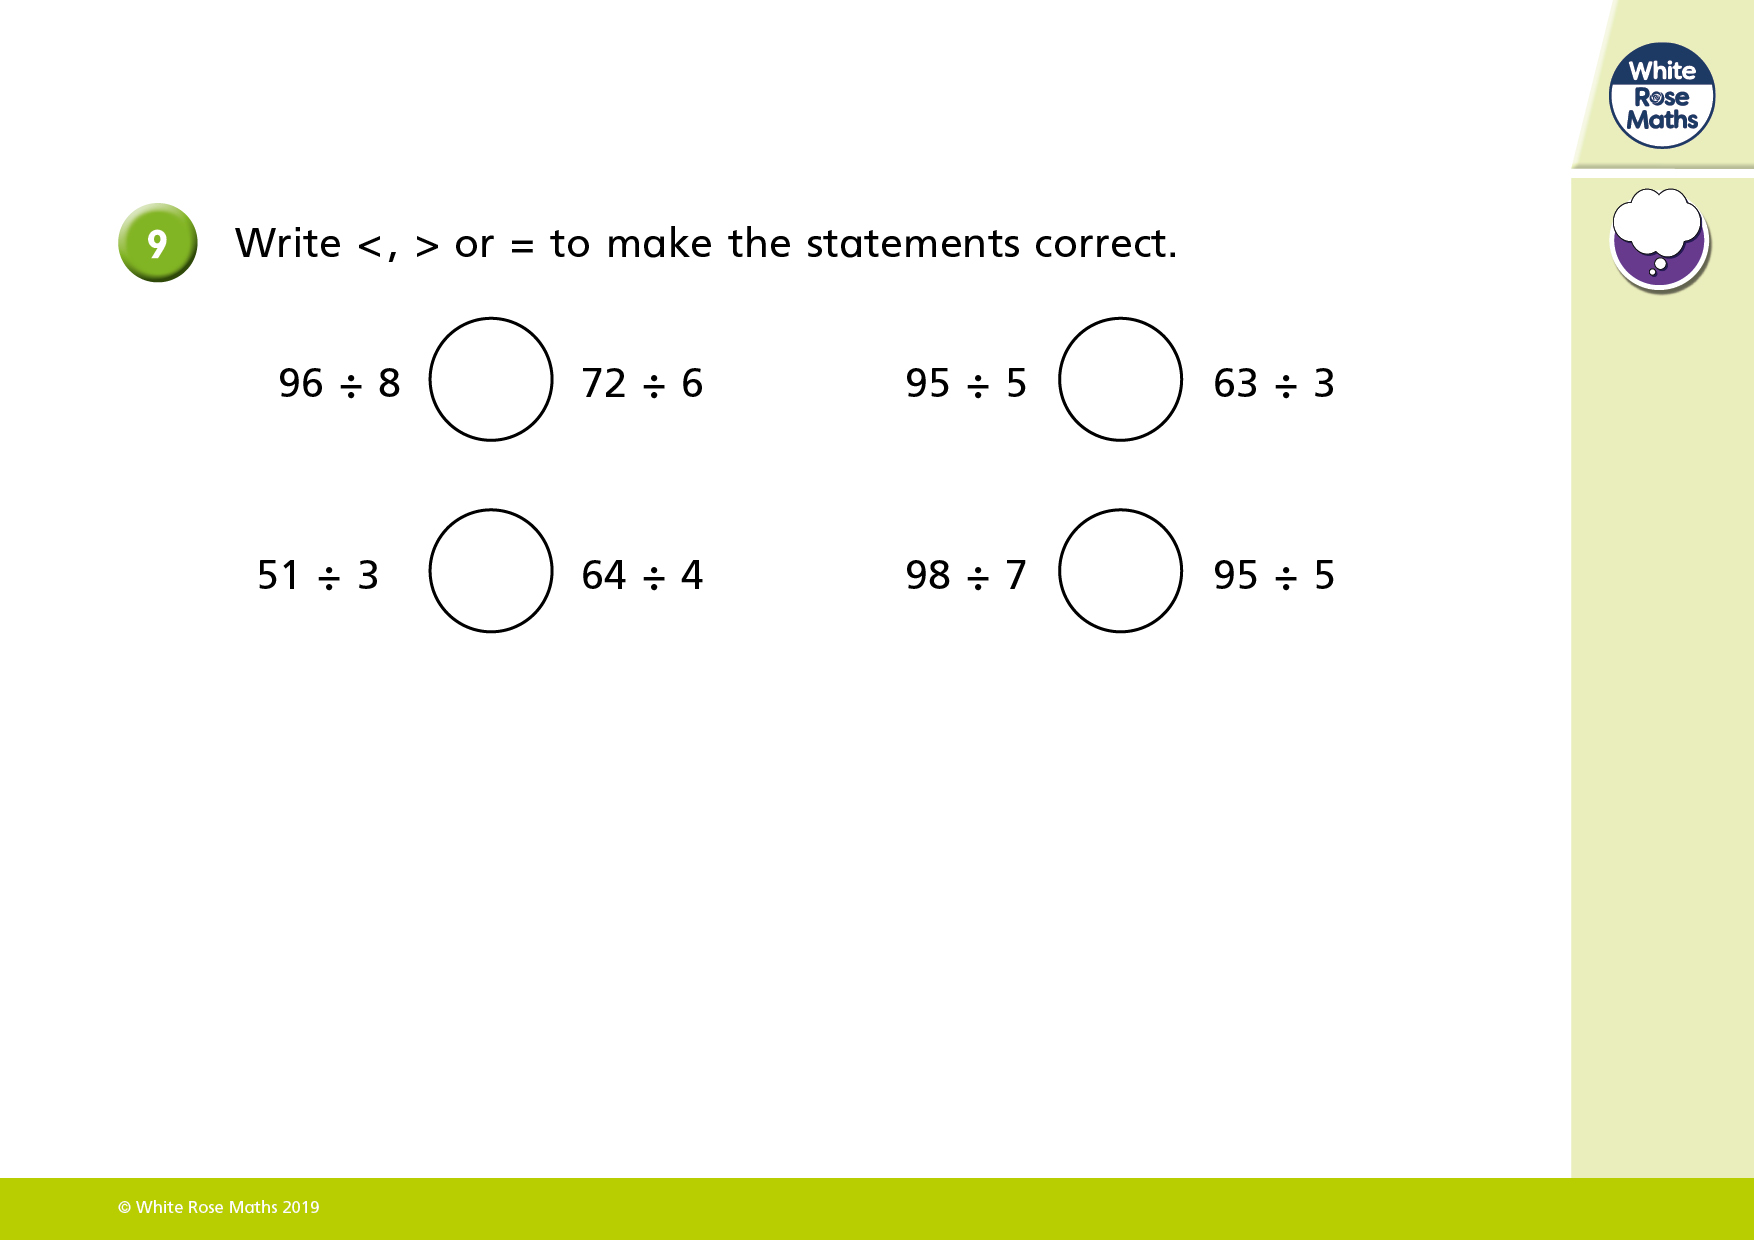 White
Rose
Maths
9 Write <, > or = to make the statements correct.
96 ÷ 8 72 ÷ 6 95 ÷ 5 63 ÷ 3
51 ÷ 3 64 ÷ 4 98 ÷ 7 95 ÷ 5
© White Rose Maths 2019